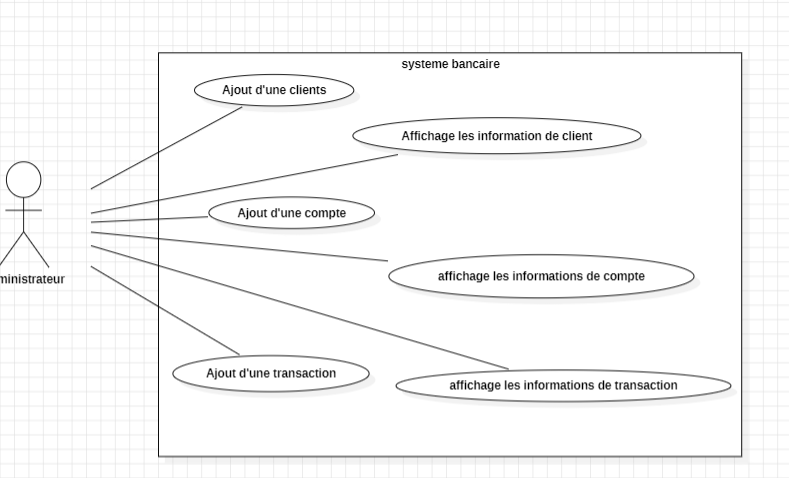 systeme bancaire
Ajout d'une clients
Affichage les information de client
Ajout d'une compte
affichage les informations de compte
ministrateur
Ajout d'une transaction
affichage les informations de transaction